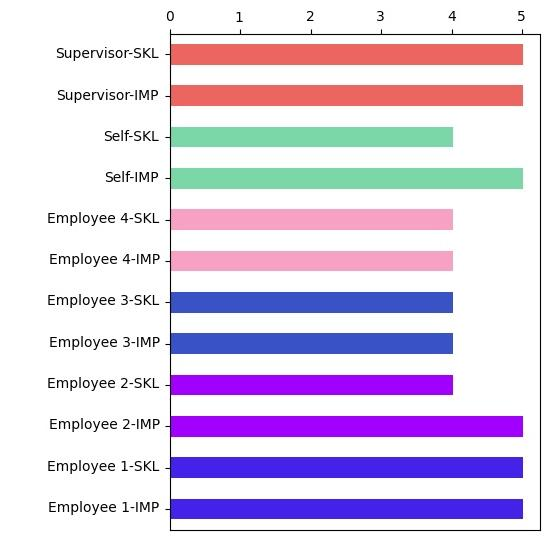 0 1 2 3 4 5
Supervisor-SKL
Supervisor-IMP
Self-SKL
Self-IMP
Employee 4-SKL
Employee 4-IMP
Employee 3-SKL
Employee 3-IMP
Employee 2-SKL
Employee 2-IMP
Employee 1-SKL
Employee 1-IMP